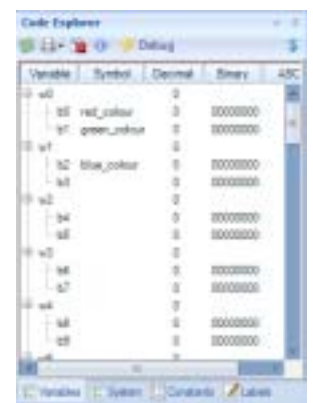 Code Explorer
Debug
Variable Symbol Decimal Binary ASC
w0 0
b0 red_colour 0 00000000
b1 green_colour 0 00000000
w1 0
b2 blue_colour 0 00000000
b3 0 00000000
w2 0
b4 0 00000000
b5 0 00000000
w3 0
b6 0 00000000
b7 0 00000000
w4 0
b8 0 00000000
b9 0 00000000
Variables System Constants Labels